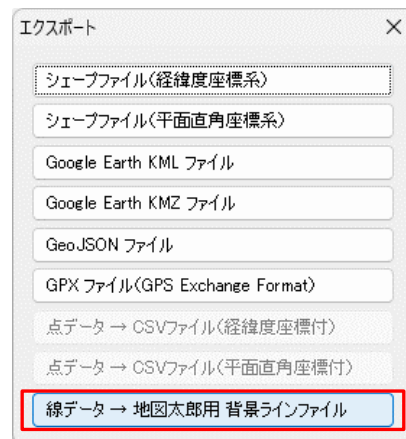 エクスポート
シェープファイル(経緯度座標系)
シェープファイル(平面直角座標系)
Google Earth KML ファイル
Google Earth KMZ ファイル
GeoJSON ファイル
GPX ファイル(GPS Exchange Format)
点データ → CSVファイル(経緯度座標付)
点データ → CSVファイル(平面直角座標付)
線データ → 地図太郎用 背景ラインファイル